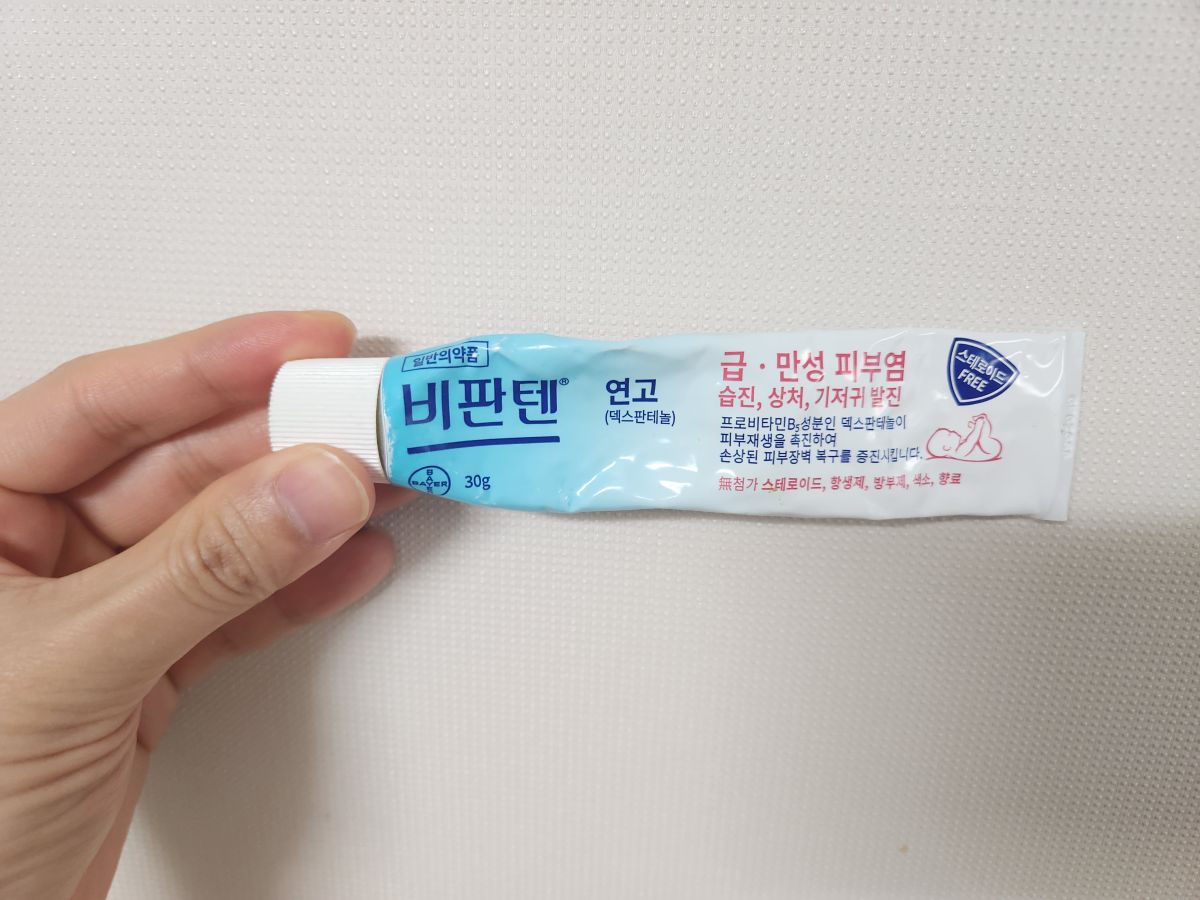 일반의약품
비판텐®
BAYER
BAYER
30g
연고
(덱스판테놀)
급·만성 피부염
습진, 상처, 기저귀 발진
프로비타민B₅성분인 덱스판테놀이
피부재생을 촉진하여
손상된 피부장벽 복구를 증진시킵니다.
無첨가 스테로이드, 항생제, 방부제, 색소, 향료
스테로이드
FREE